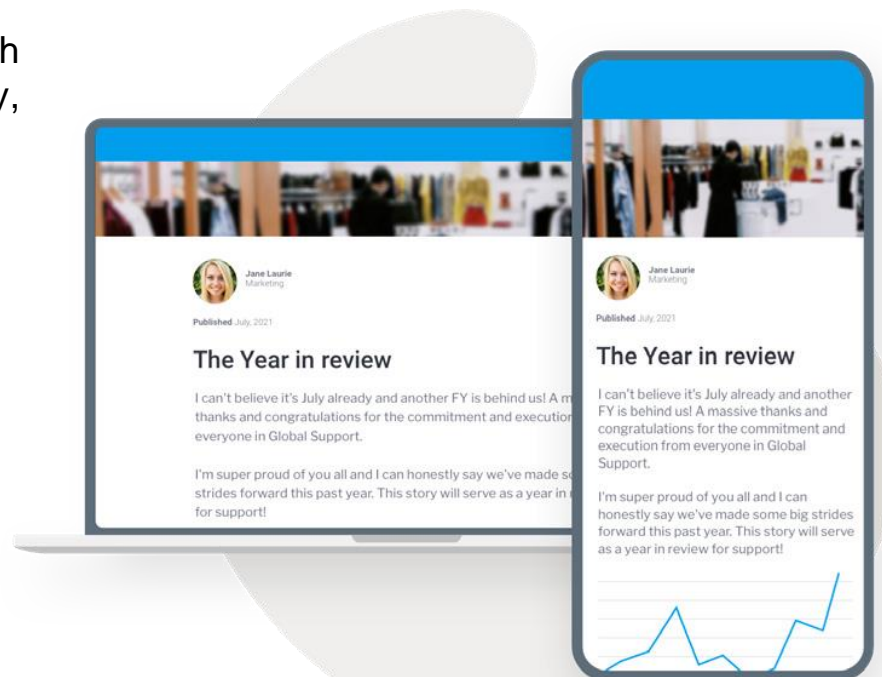 h
y,
Jane Laurie
Marketing
Published July, 2021
The Year in review
I can't believe it's July already and another FY is behind us! A m
thanks and congratulations for the commitment and execution
everyone in Global Support.
I'm super proud of you all and I can honestly say we've made so
strides forward this past year. This story will serve as a year in r
for support!
Jane Laurie
Marketing
Published July, 2021
The Year in review
I can't believe it's July already and another
FY is behind us! A massive thanks and
congratulations for the commitment and
execution from everyone in Global
Support.
I'm super proud of you all and I can
honestly say we've made some big strides
forward this past year. This story will serve
as a year in review for support!